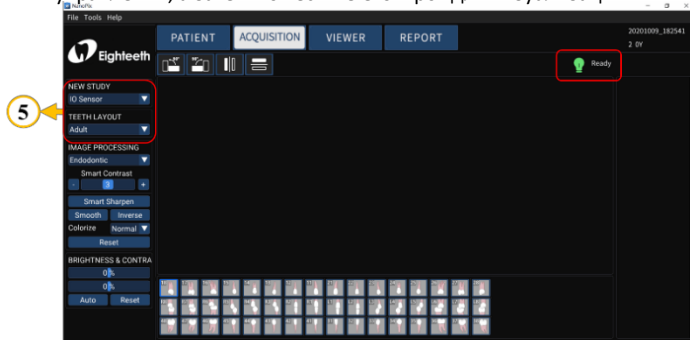 NanoPix
File Tools Help
Eighteeth
PATIENT ACQUISITION VIEWER REPORT
20201009_182541
2 0Y
Ready
5
NEW STUDY
IO Sensor
TEETH LAYOUT
Adult
IMAGE PROCESSING
Endodontic
Smart Contrast
- 3 +
Smart Sharpen
Smooth Inverse
Colorize Normal
Reset
BRIGHTNESS & CONTRA
0 %
0 %
Auto Reset